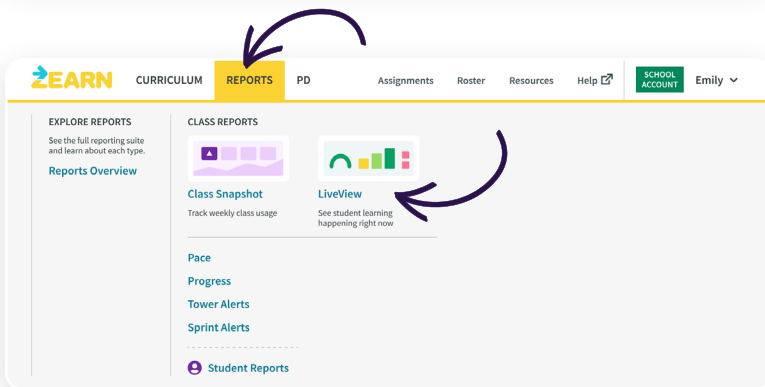 ZEARN CURRICULUM REPORTS PD Assignments Roster Resources Help SCHOOL ACCOUNT Emily
EXPLORE REPORTS
See the full reporting suite
and learn about each type.
Reports Overview
CLASS REPORTS
Class Snapshot
Track weekly class usage
LiveView
See student learning
happening right now
Pace
Progress
Tower Alerts
Sprint Alerts
Student Reports